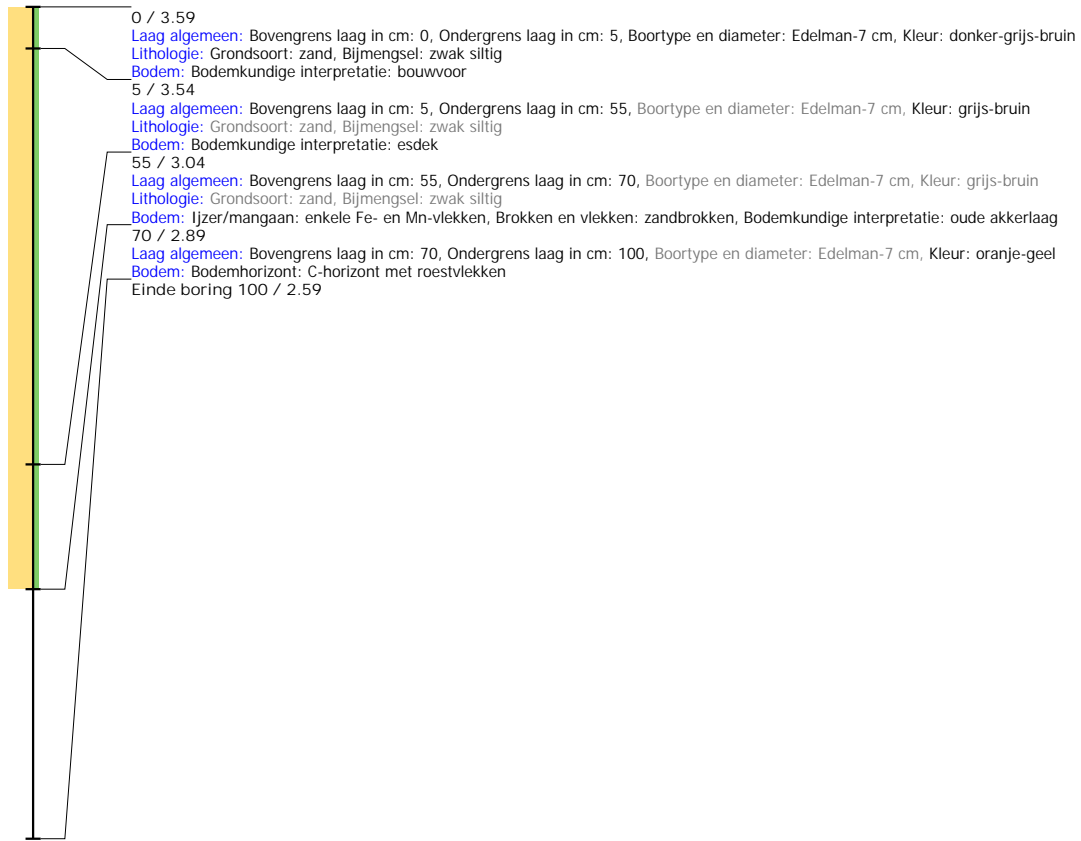 0 / 3.59
Laag algemeen: Bovengrens laag in cm: 0, Ondergrens laag in cm: 5, Boortype en diameter: Edelman-7 cm, Kleur: donker-grijs-bruin
Lithologie: Grondsoort: zand, Bijmengsel: zwak siltig
Bodem: Bodemkundige interpretatie: bouwvoor
5 / 3.54
Laag algemeen: Bovengrens laag in cm: 5, Ondergrens laag in cm: 55, Boortype en diameter: Edelman-7 cm, Kleur: grijs-bruin
Lithologie: Grondsoort: zand, Bijmengsel: zwak siltig
Bodem: Bodemkundige interpretatie: esdek
55 / 3.04
Laag algemeen: Bovengrens laag in cm: 55, Ondergrens laag in cm: 70, Boortype en diameter: Edelman-7 cm, Kleur: grijs-bruin
Lithologie: Grondsoort: zand, Bijmengsel: zwak siltig
Bodem: Ijzer/mangaan: enkele Fe- en Mn-vlekken, Brokken en vlekken: zandbrokken, Bodemkundige interpretatie: oude akkerlaag
70 / 2.89
Laag algemeen: Bovengrens laag in cm: 70, Ondergrens laag in cm: 100, Boortype en diameter: Edelman-7 cm, Kleur: oranje-geel
Bodem: Bodemhorizont: C-horizont met roestvlekken
Einde boring 100 / 2.59